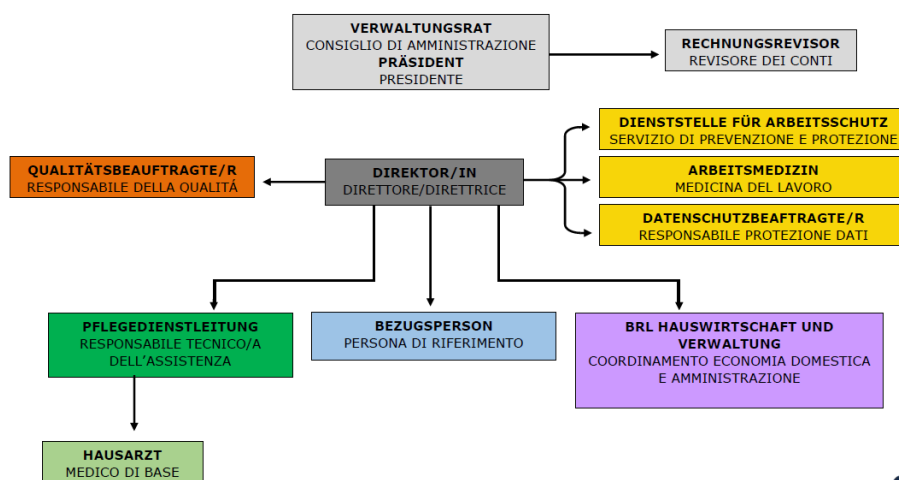 VERWALTUNGSRAT
CONSIGLIO DI AMMINISTRAZIONE
PRÄSIDENT
PRESIDENTE
RECHNUNGSREVISOR
REVISORE DEI CONTI
DIENSTSTELLE FÜR ARBEITSSCHUTZ
SERVIZIO DI PREVENZIONE E PROTEZIONE
QUALITÄTSBEAUFTRAGTE/R
RESPONSABILE DELLA QUALITÁ
DIREKTOR/IN
DIRETTORE/DIRETTRICE
ARBEITSMEDIZIN
MEDICINA DEL LAVORO
DATENSCHUTZBEAFTRAGTE/R
RESPONSABILE PROTEZIONE DATI
PFLEGEDIENSTLEITUNG
RESPONSABILE TECNICO/A
DELL'ASSISTENZA
BEZUGSPERSON
PERSONA DI RIFERIMENTO
BRL HAUSWIRTSCHAFT UND
VERWALTUNG
COORDINAMENTO ECONOMIA DOMESTICA
E AMMINISTRAZIONE
HAUSARZT
MEDICO DI BASE